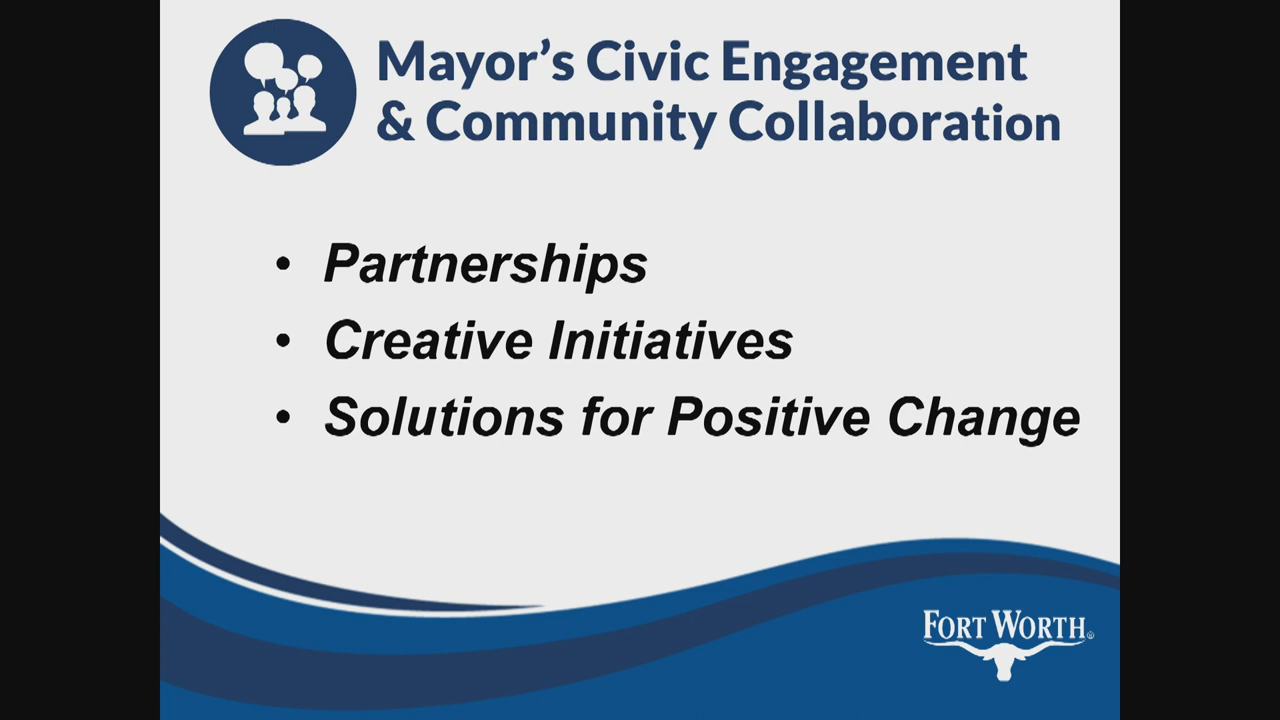 Mayor's Civic Engagement
& Community Collaboration
• Partnerships
• Creative Initiatives
• Solutions for Positive Change
FORT WORTH®